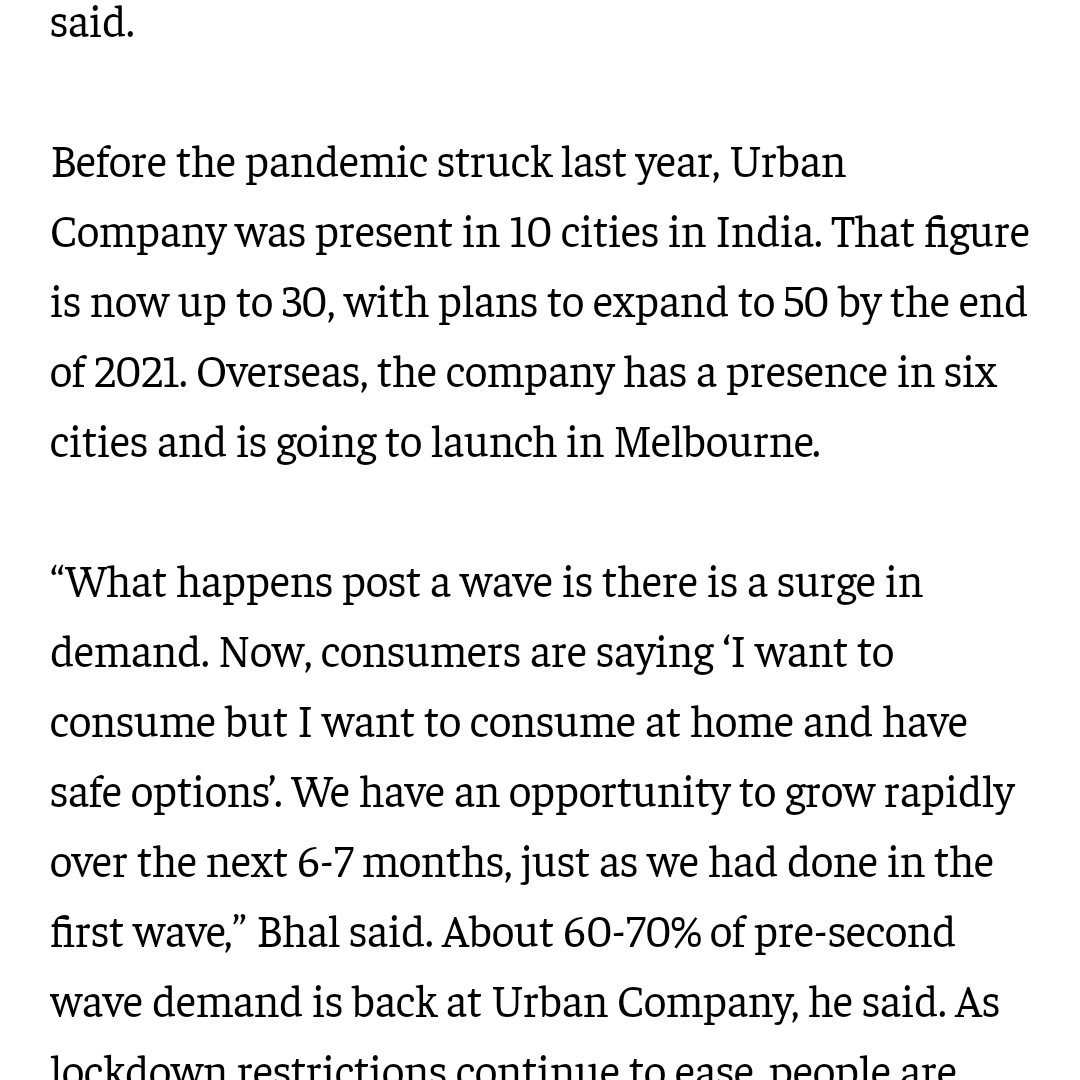 said.
Before the pandemic struck last year, Urban
Company was present in 10 cities in India. That figure
is now up to 30, with plans to expand to 50 by the end
of 2021. Overseas, the company has a presence in six
cities and is going to launch in Melbourne.
“What happens post a wave is there is a surge in
demand. Now, consumers are saying ‘I want to
consume but I want to consume at home and have
safe options’. We have an opportunity to grow rapidly
over the next 6-7 months, just as we had done in the
first wave,” Bhal said. About 60-70% of pre-second
wave demand is back at Urban Company, he said. As
lockdown restrictions continue to ease, people are